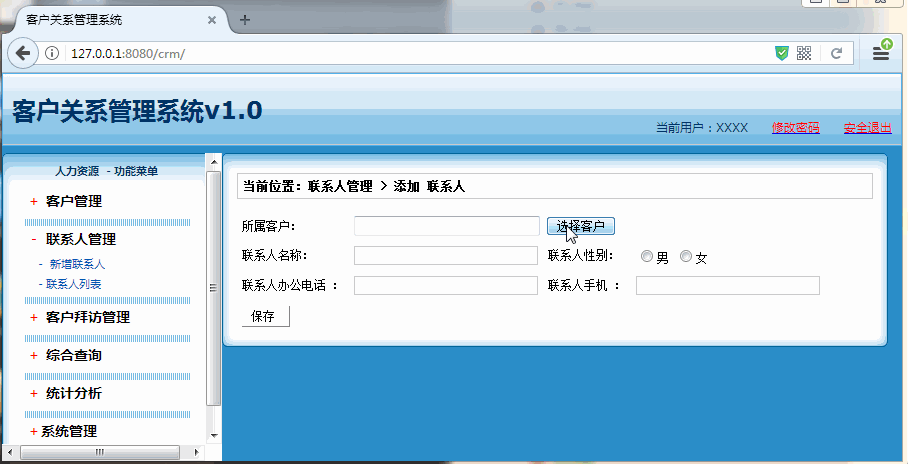 客户关系管理系统
127.0.0.1:8080/crm/
客户关系管理系统v1.0
当前用户：XXXX 修改密码 安全退出
人力资源 - 功能菜单
+ 客户管理
- 联系人管理
- 新增联系人
- 联系人列表
+ 客户拜访管理
+ 综合查询
+ 统计分析
+ 系统管理
当前位置：联系人管理 > 添加 联系人
所属客户： 选择客户
联系人名称： 联系人性别： 男 女
联系人办公电话 ： 联系人手机 ：
保存